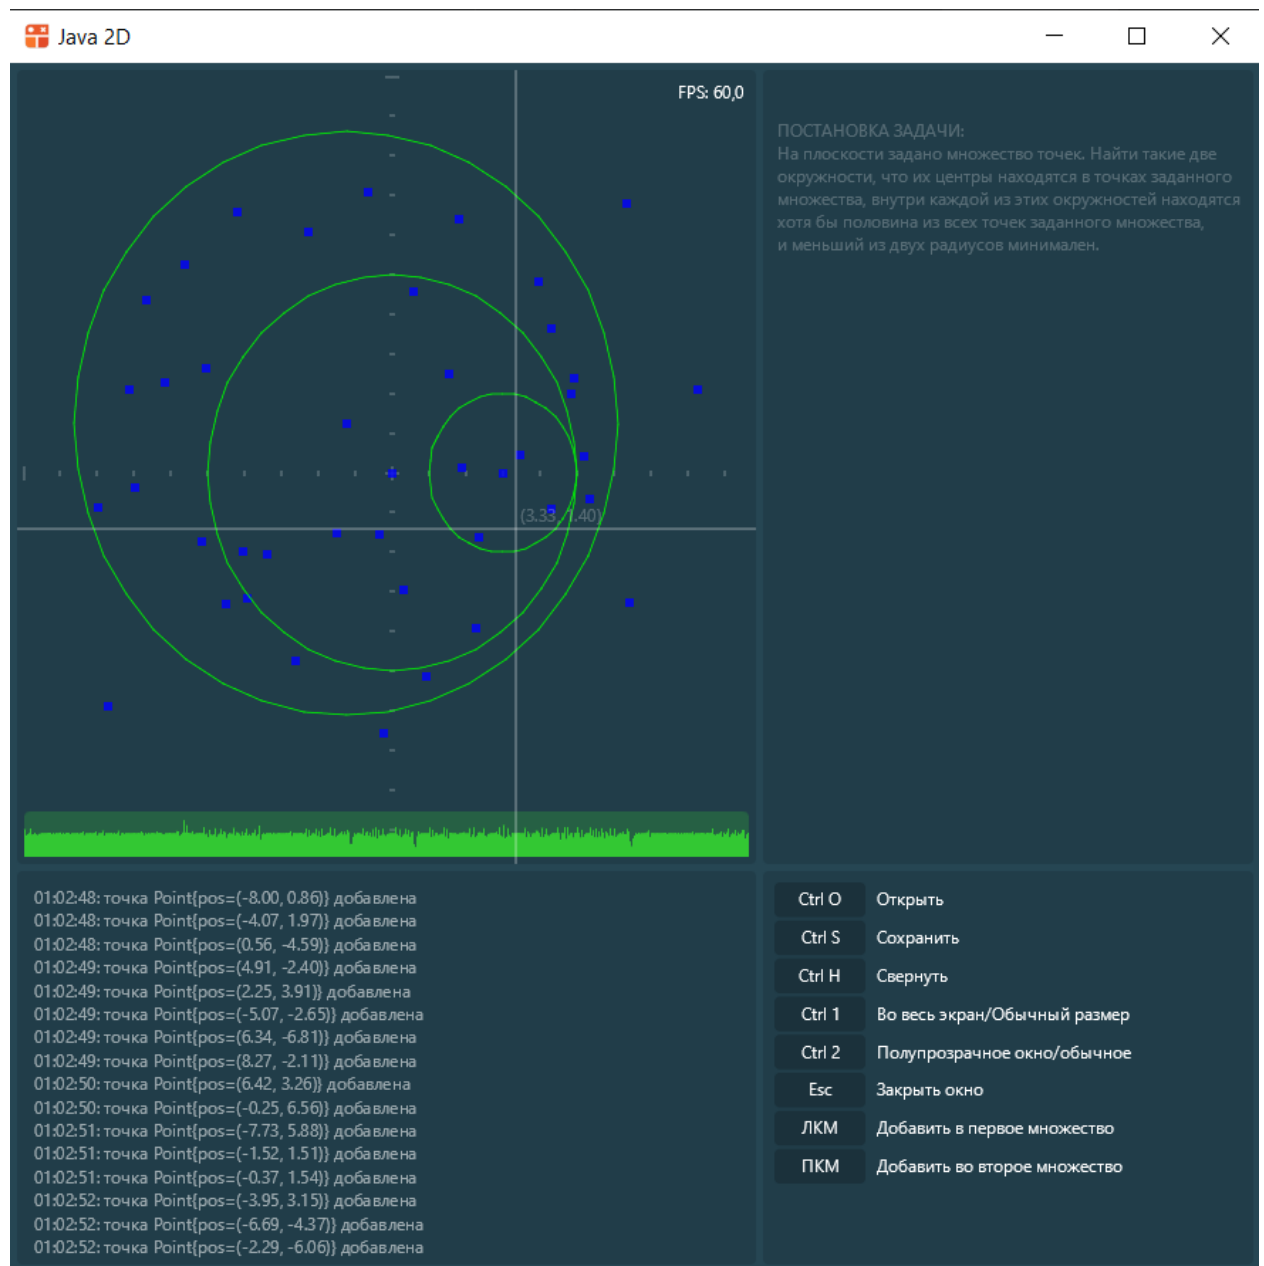 Java 2D
FPS: 60,0
(3.33, 1.40)
ПОСТАНОВКА ЗАДАЧИ:
На плоскости задано множество точек. Найти такие две
окружности, что их центры находятся в точках заданного
множества, внутри каждой из этих окружностей находятся
хотя бы половина из всех точек заданного множества,
и меньший из двух радиусов минимален.
01:02:48: точка Point{pos=(-8.00, 0.86)} добавлена
01:02:48: точка Point{pos=(-4.07, 1.97)} добавлена
01:02:48: точка Point{pos=(0.56, -4.59)} добавлена
01:02:49: точка Point{pos=(4.91, -2.40)} добавлена
01:02:49: точка Point{pos=(2.25, 3.91)} добавлена
01:02:49: точка Point{pos=(-5.07, -2.65)} добавлена
01:02:49: точка Point{pos=(6.34, -6.81)} добавлена
01:02:49: точка Point{pos=(8.27, -2.11)} добавлена
01:02:50: точка Point{pos=(6.42, 3.26)} добавлена
01:02:50: точка Point{pos=(-0.25, 6.56)} добавлена
01:02:51: точка Point{pos=(-7.73, 5.88)} добавлена
01:02:51: точка Point{pos=(-1.52, 1.51)} добавлена
01:02:51: точка Point{pos=(-0.37, 1.54)} добавлена
01:02:52: точка Point{pos=(-3.95, 3.15)} добавлена
01:02:52: точка Point{pos=(-6.69, -4.37)} добавлена
01:02:52: точка Point{pos=(-2.29, -6.06)} добавлена
Ctrl O Открыть
Ctrl S Сохранить
Ctrl H Свернуть
Ctrl 1 Во весь экран/Обычный размер
Ctrl 2 Полупрозрачное окно/обычное
Esc Закрыть окно
ЛКМ Добавить в первое множество
ПКМ Добавить во второе множество